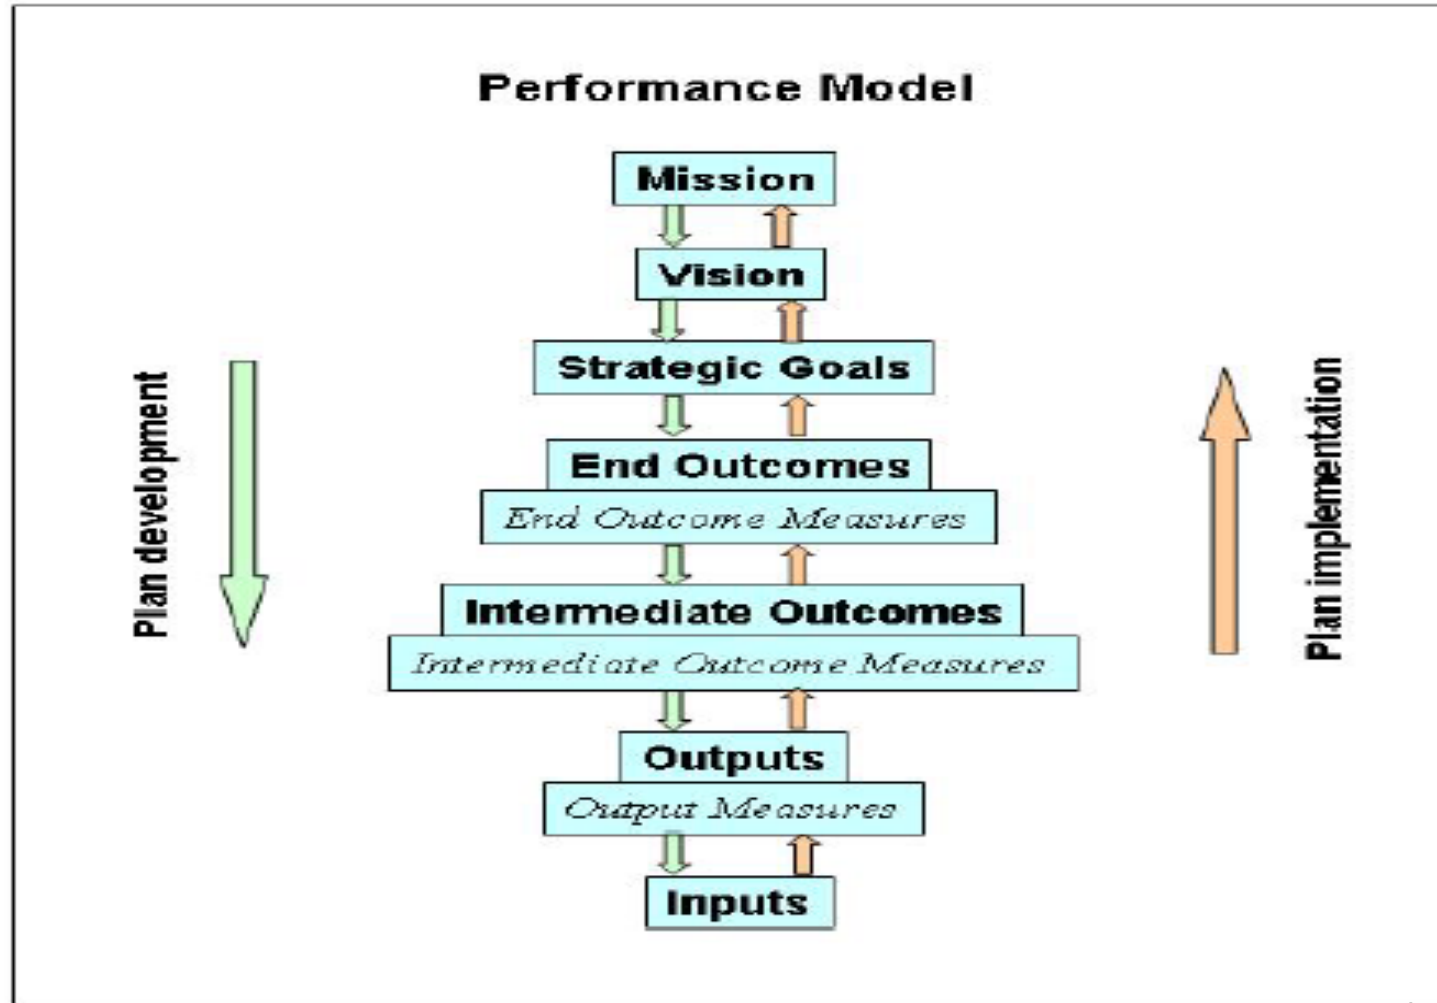 Performance Model
Mission
Vision
Strategic Goals
End Outcomes
End Outcome Measures
Intermediate Outcomes
Intermediate Outcome Measures
Outputs
Output Measures
Inputs
Plan development
Plan implementation